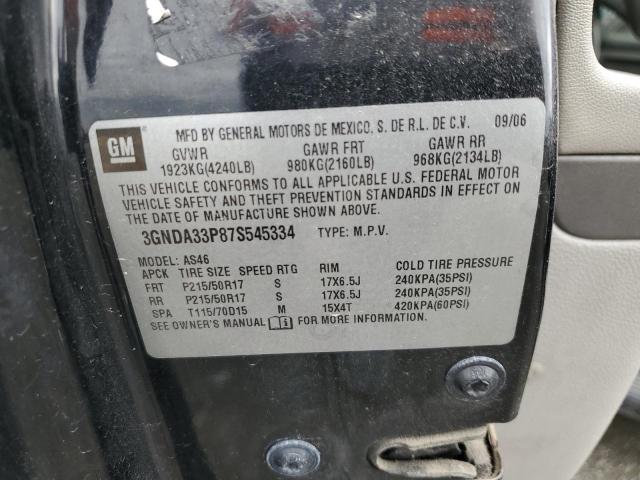 GM
MFD BY GENERAL MOTORS DE MEXICO, S. DE R.L. DE C.V. 09/06
GVWR GAWR FRT GAWR RR
1923KG(4240LB) 980KG(2160LB) 968KG(2134LB)
THIS VEHICLE CONFORMS TO ALL APPLICABLE U.S. FEDERAL MOTOR
VEHICLE SAFETY AND THEFT PREVENTION STANDARDS IN EFFECT ON
THE DATE OF MANUFACTURE SHOWN ABOVE.
3GNDA33P87S545334 TYPE: M.P.V.
MODEL: AS46
APCK TIRE SIZE SPEED RTG RIM COLD TIRE PRESSURE
FRT P215/50R17 S 17X6.5J 240KPA(35PSI)
RR P215/50R17 S 17X6.5J 240KPA(35PSI)
SPA T115/70D15 M 15X4T 420KPA(60PSI)
SEE OWNER'S MANUAL FOR MORE INFORMATION.